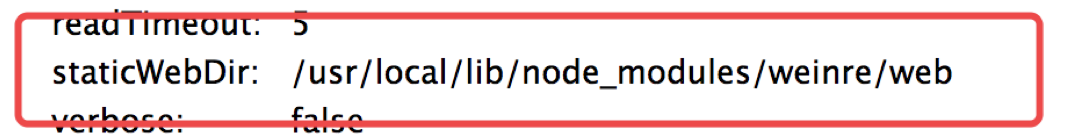 readTimeout: 5
staticWebDir: /usr/local/lib/node_modules/weinre/web
verbose: false